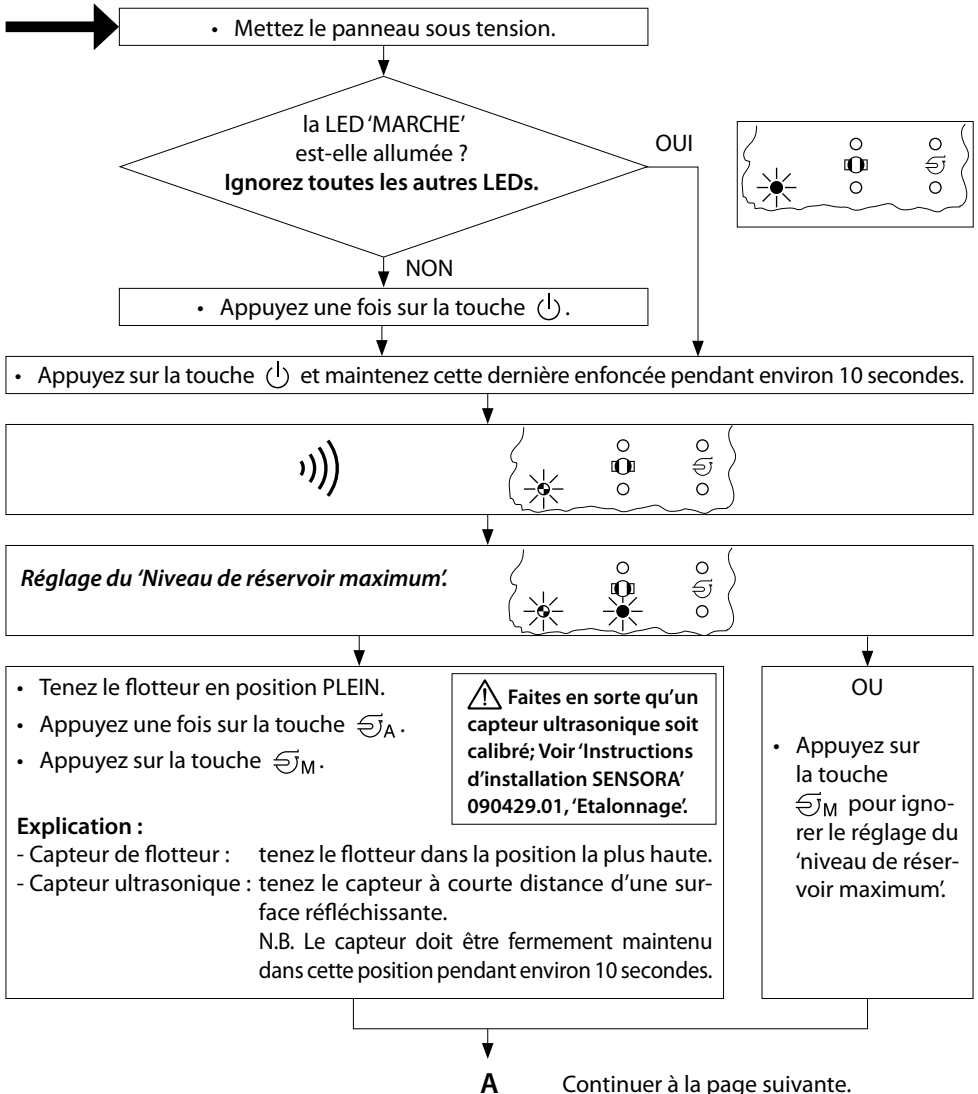 • Mettez le panneau sous tension.
la LED ‘MARCHE’
est-elle allumée ?
Ignorez toutes les autres LEDs.
OUI
NON
• Appuyez une fois sur la touche .
• Appuyez sur la touche et maintenez cette dernière enfoncée pendant environ 10 secondes.
Réglage du ‘Niveau de réservoir maximum’.
• Tenez le flotteur en position PLEIN.
• Appuyez une fois sur la touche A .
• Appuyez sur la touche M .
Faites en sorte qu’un
capteur ultrasonique soit
calibré; Voir ‘Instructions
d’installation SENSORA’
090429.01, ‘Etalonnage’.
Explication :
- Capteur de flotteur : tenez le flotteur dans la position la plus haute.
- Capteur ultrasonique : tenez le capteur à courte distance d’une sur-
face réfléchissante.
N.B. Le capteur doit être fermement maintenu
dans cette position pendant environ 10 secondes.
OU
• Appuyez sur
la touche
M pour igno-
rer le réglage du
‘niveau de réser-
voir maximum’.
A Continuer à la page suivante.